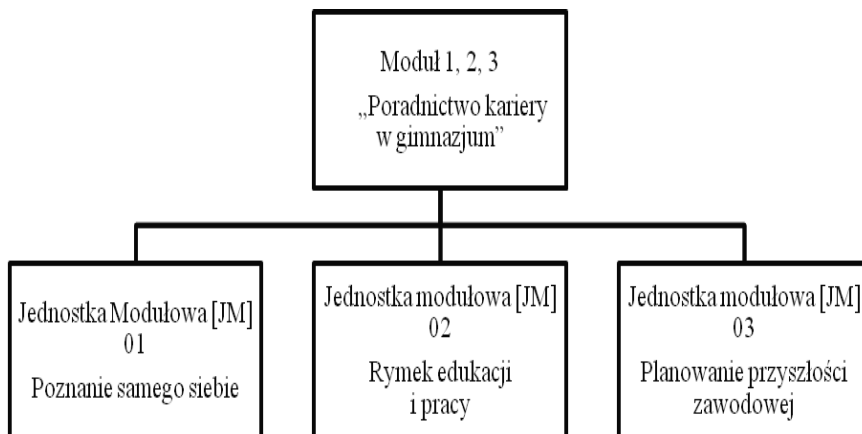 Moduł 1, 2, 3
„Poradnictwo kariery
w gimnazjum”
Jednostka Modułowa [JM]
01
Poznanie samego siebie
Jednostka modułowa [JM]
02
Rymek edukacji
i pracy
Jednostka modułowa [JM]
03
Planowanie przyszłości
zawodowej